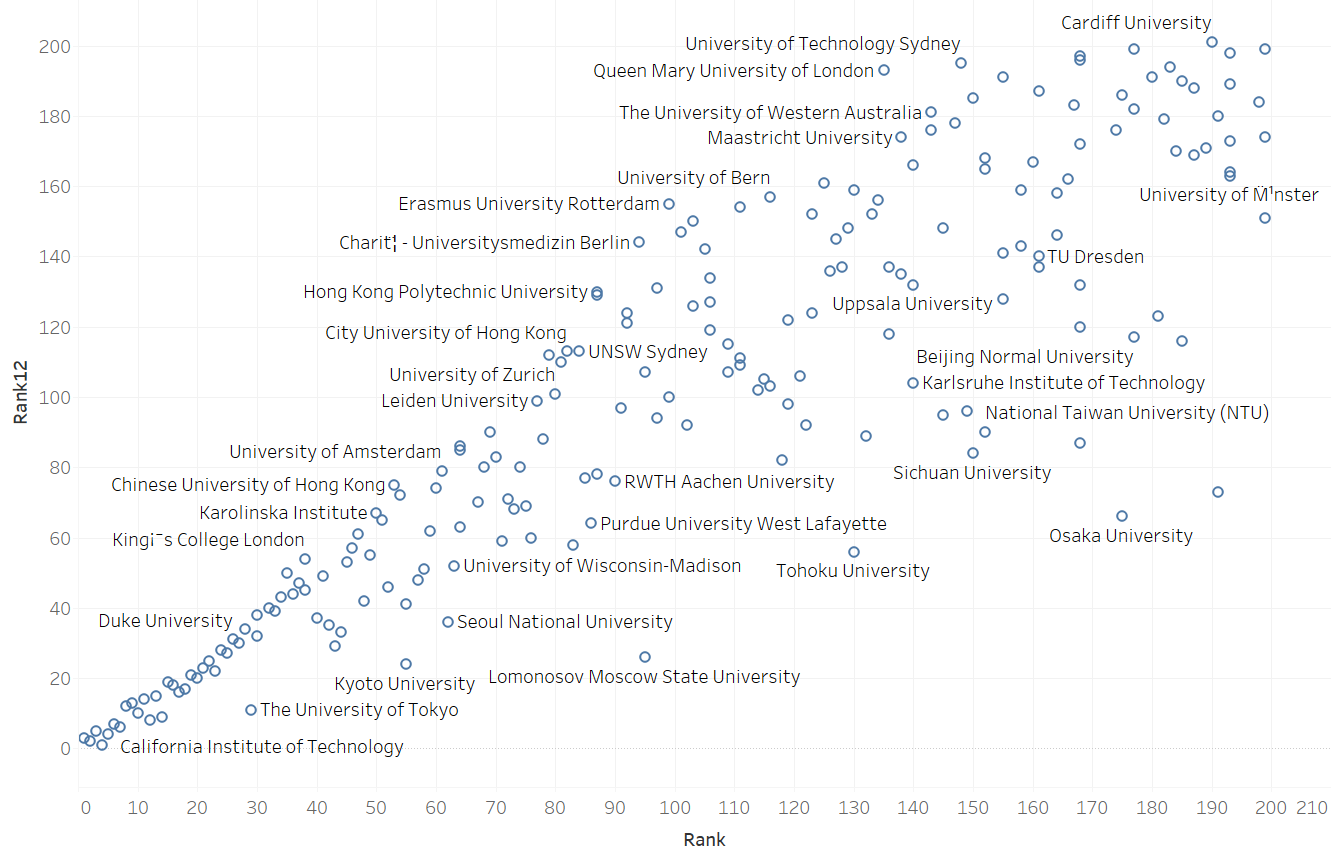 Cardiff University
200
University of Technology Sydney
Queen Mary University of London
180
The University of Western Australia
Maastricht University
University of Bern
160
University of M̈¹nster
Erasmus University Rotterdam
Charit¦ - Universitysmedizin Berlin
140
TU Dresden
Hong Kong Polytechnic University
Uppsala University
120
City University of Hong Kong
UNSW Sydney
Beijing Normal University
University of Zurich
Karlsruhe Institute of Technology
100
Leiden University
National Taiwan University (NTU)
University of Amsterdam
80
Sichuan University
Chinese University of Hong Kong
RWTH Aachen University
Karolinska Institute
Purdue University West Lafayette
60
King¡¯s College London
Osaka University
University of Wisconsin-Madison
Tohoku University
40
Duke University
Seoul National University
20
Lomonosov Moscow State University
Kyoto University
The University of Tokyo
0
California Institute of Technology
Rank12
0 10 20 30 40 50 60 70 80 90 100 110 120 130 140 150 160 170 180 190 200 210
Rank